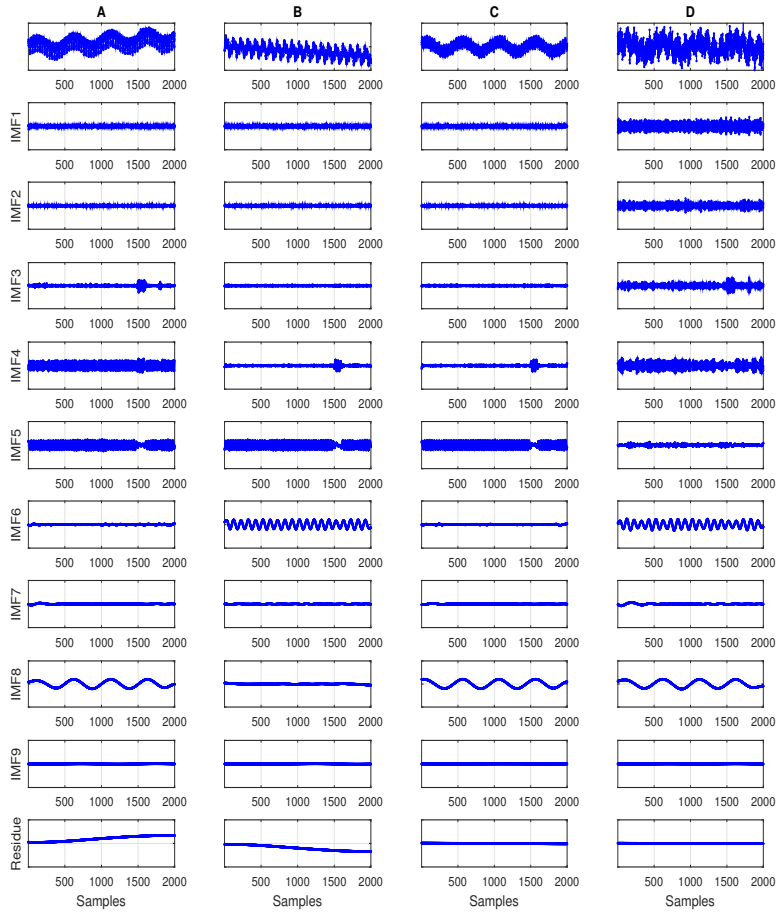 A B C D
500 1000 1500 2000 500 1000 1500 2000 500 1000 1500 2000 500 1000 1500 2000
IMF1
500 1000 1500 2000 500 1000 1500 2000 500 1000 1500 2000 500 1000 1500 2000
IMF2
500 1000 1500 2000 500 1000 1500 2000 500 1000 1500 2000 500 1000 1500 2000
IMF3
500 1000 1500 2000 500 1000 1500 2000 500 1000 1500 2000 500 1000 1500 2000
IMF4
500 1000 1500 2000 500 1000 1500 2000 500 1000 1500 2000 500 1000 1500 2000
IMF5
500 1000 1500 2000 500 1000 1500 2000 500 1000 1500 2000 500 1000 1500 2000
IMF6
500 1000 1500 2000 500 1000 1500 2000 500 1000 1500 2000 500 1000 1500 2000
IMF7
500 1000 1500 2000 500 1000 1500 2000 500 1000 1500 2000 500 1000 1500 2000
IMF8
500 1000 1500 2000 500 1000 1500 2000 500 1000 1500 2000 500 1000 1500 2000
IMF9
500 1000 1500 2000 500 1000 1500 2000 500 1000 1500 2000 500 1000 1500 2000
Residue
500 1000 1500 2000 500 1000 1500 2000 500 1000 1500 2000 500 1000 1500 2000
Samples Samples Samples Samples